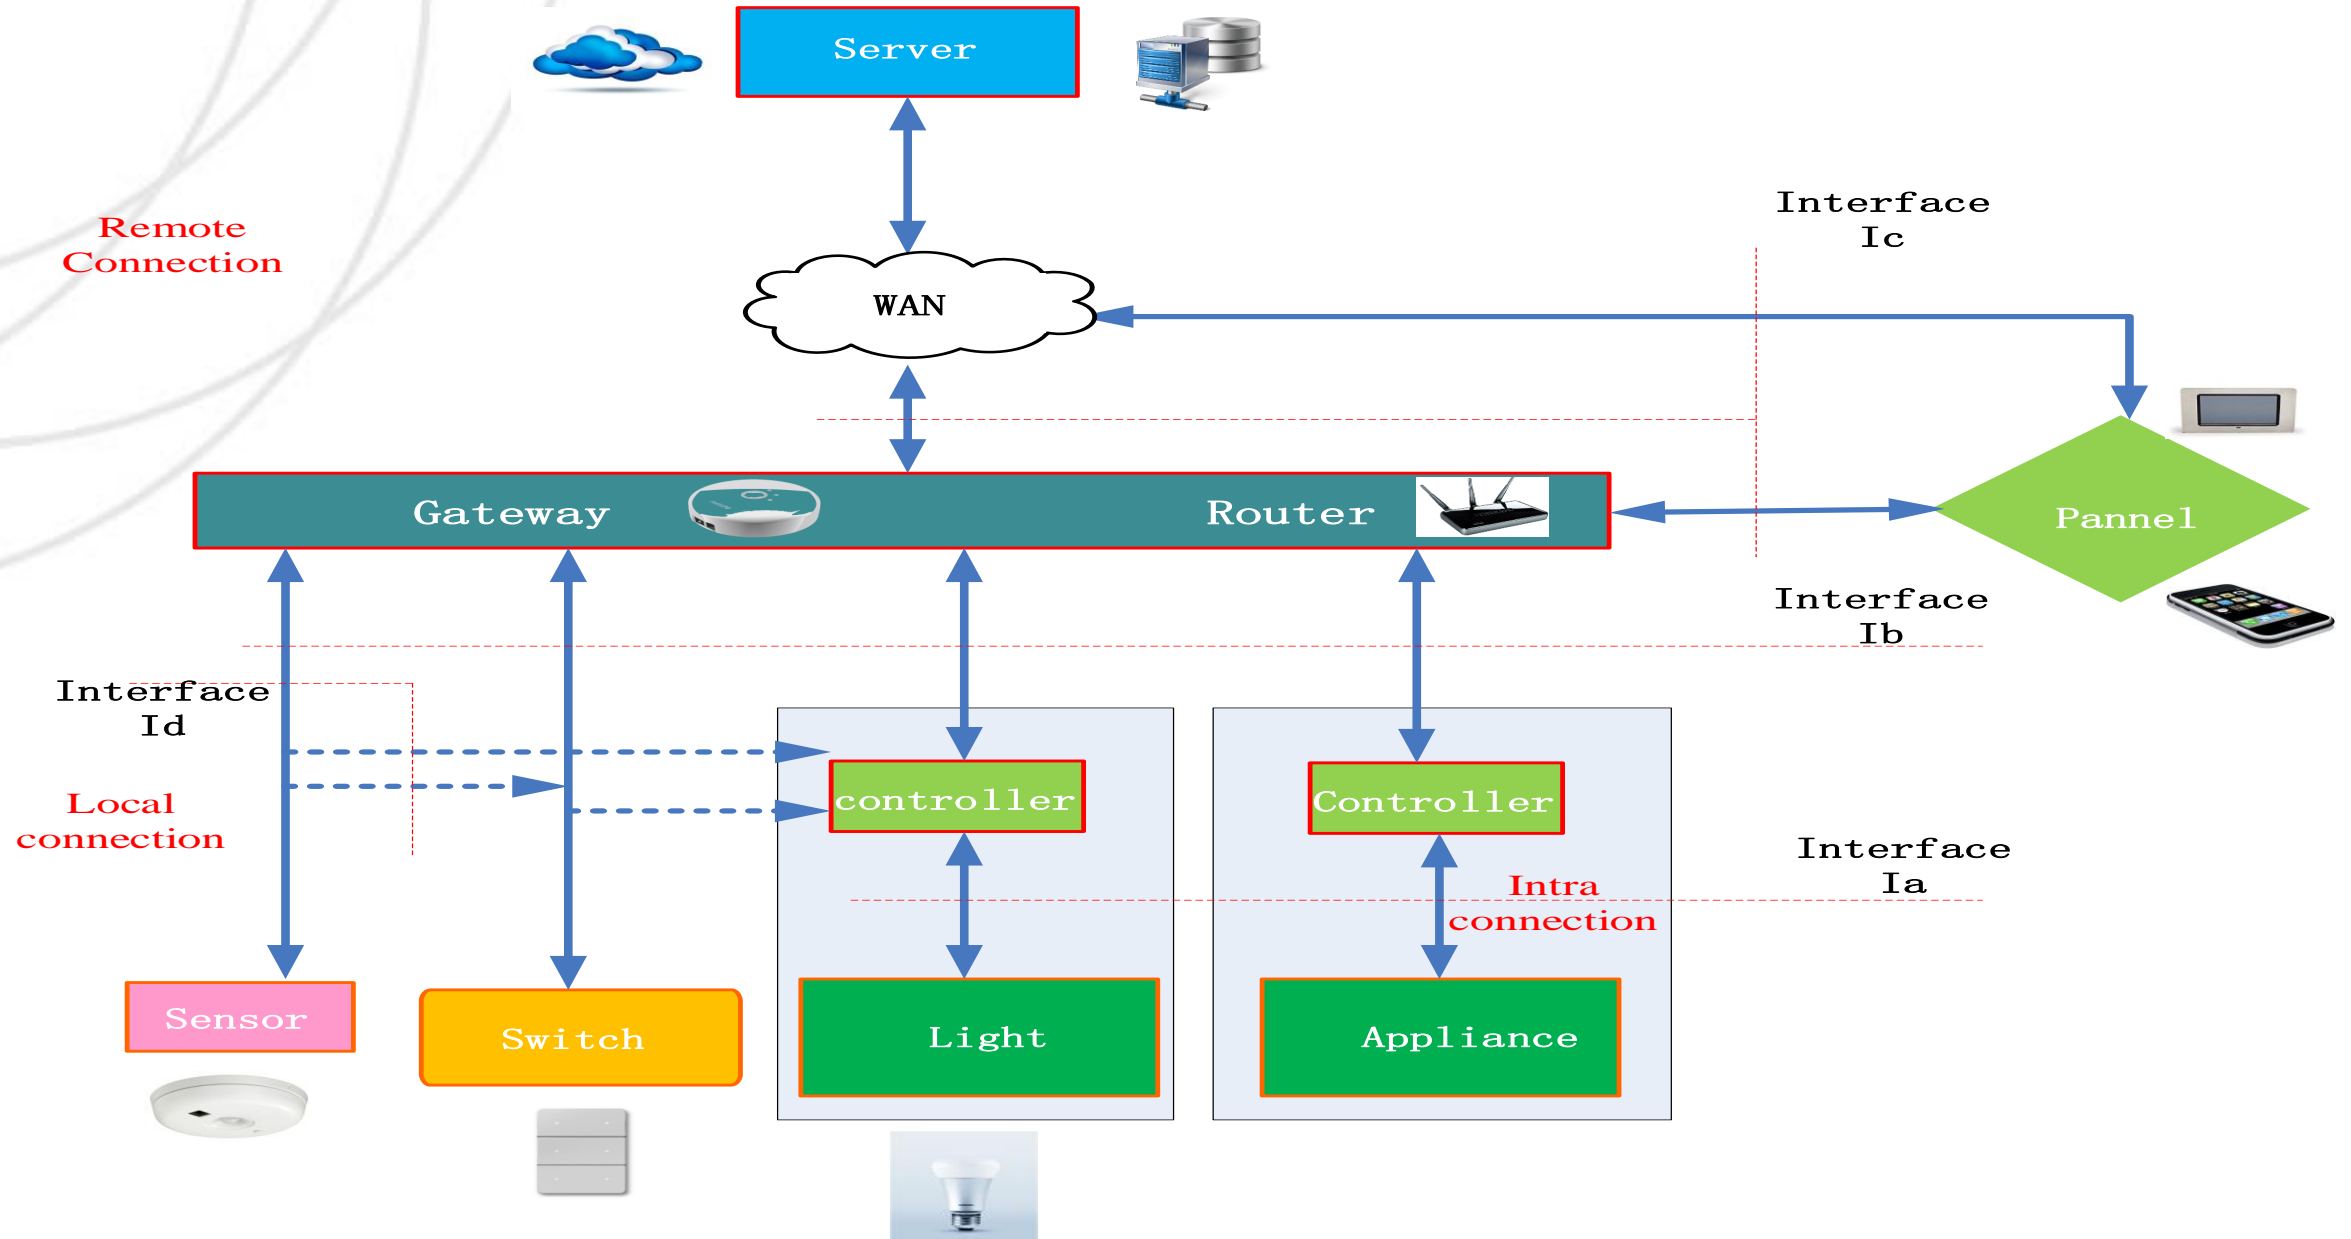 Server
Interface
Ic
Remote
Connection
WAN
Gateway
Router
Pannel
Interface
Ib
Interface
Id
Local
connection
controller
Controller
Interface
Ia
Intra
connection
Sensor
Switch
Light
Appliance